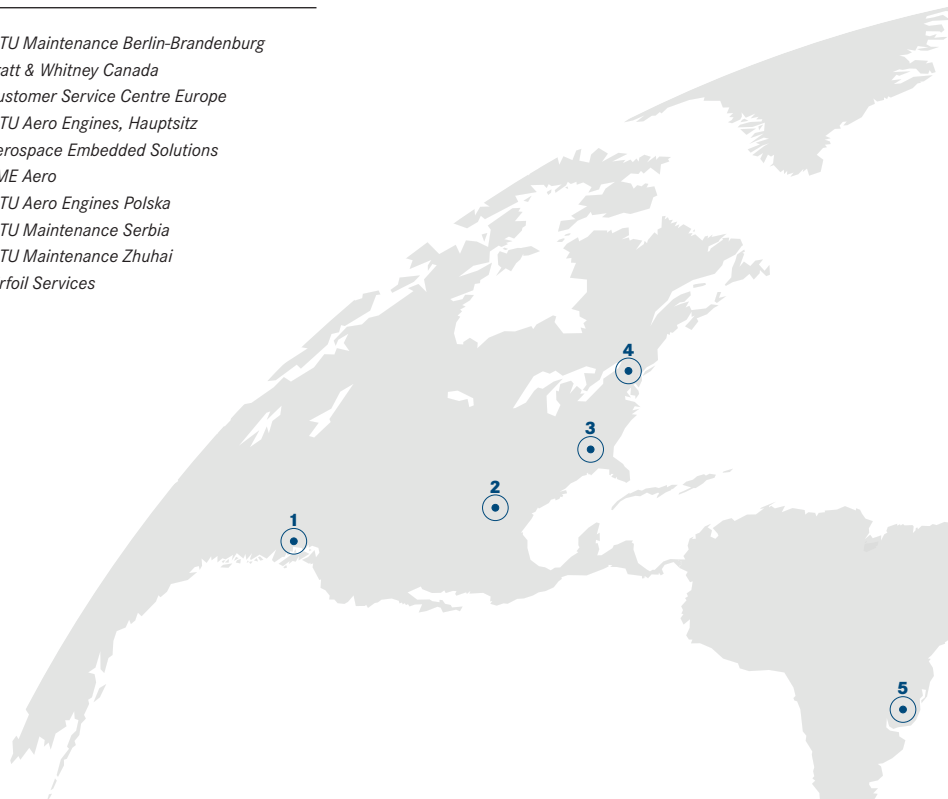 TU Maintenance Berlin-Brandenburg
ratt & Whitney Canada
ustomer Service Centre Europe
TU Aero Engines, Hauptsitz
erospace Embedded Solutions
ME Aero
TU Aero Engines Polska
TU Maintenance Serbia
TU Maintenance Zhuhai
rfoil Services
4
3
2
1
5